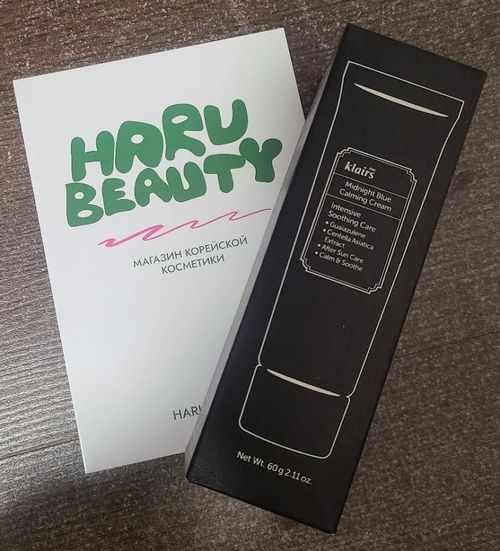 HARU
BEAUTY
МАГАЗИН КОРЕЙСКОЙ
КОСМЕТИКИ
klairs
Midnight Blue
Calming Cream
Intensive
Soothing Care
• Guaiazulene
• Centella Asiatica
Extract
• After Sun Care
• Calm & Soothe
Net Wt. 60 g 2.11 oz.